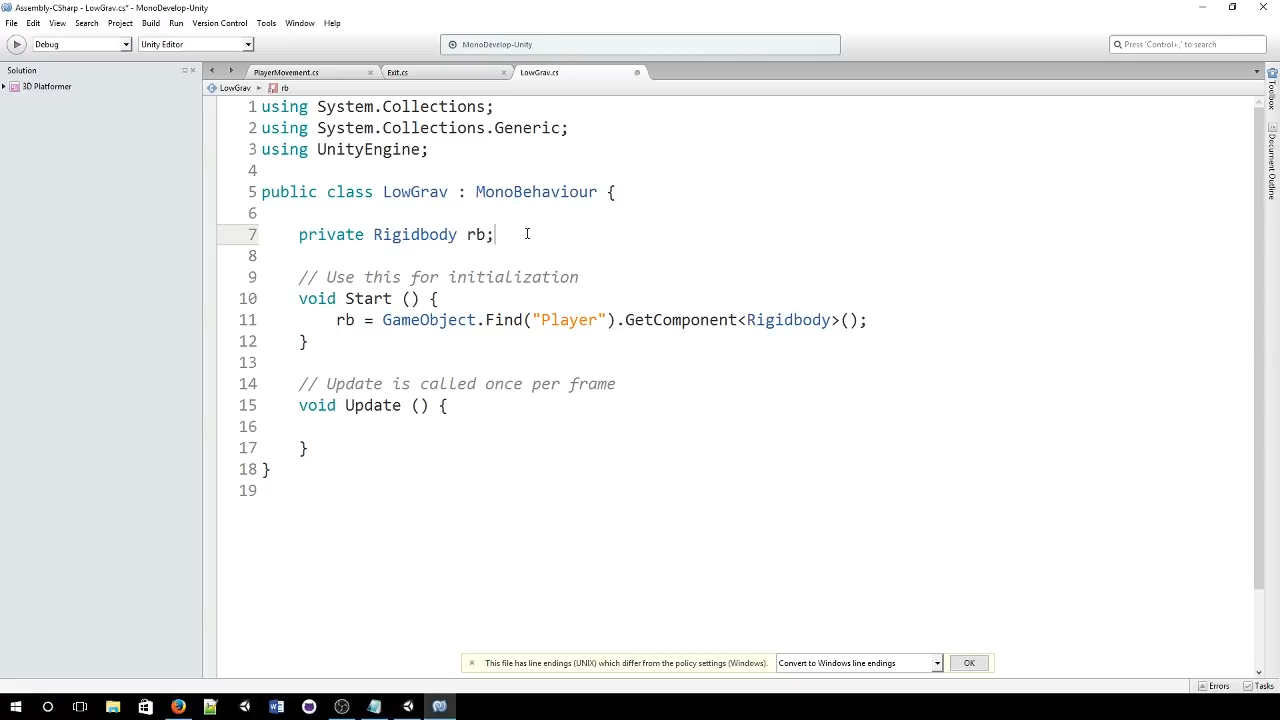 Assembly-CSharp - LowGrav.cs* - MonoDevelop-Unity
File Edit View Search Project Build Run Version Control Tools Window Help
Debug Unity Editor MonoDevelop-Unity Press 'Control+,' to search
Solution PlayerMovement.cs Exit.cs LowGrav.cs
3D Platformer LowGrav rb
Toolbox
Document Outline
1 using System.Collections;
2 using System.Collections.Generic;
3 using UnityEngine;
4
5 public class LowGrav : MonoBehaviour {
6
7 private Rigidbody rb;
8
9 // Use this for initialization
10 void Start () {
11 rb = GameObject.Find("Player").GetComponent<Rigidbody>();
12 }
13
14 // Update is called once per frame
15 void Update () {
16
17 }
18 }
19
This file has line endings (UNIX) which differ from the policy settings (Windows). Convert to Windows line endings OK
Errors Tasks